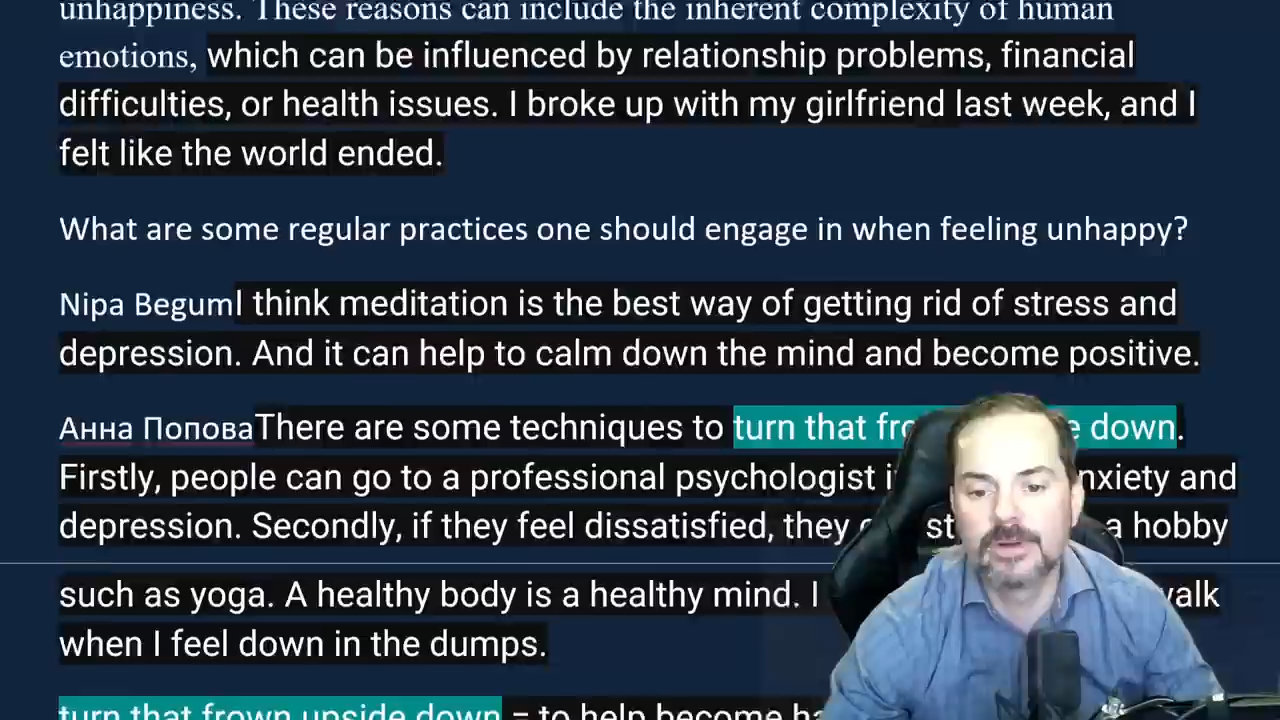 unhappiness. These reasons can include the inherent complexity of human
emotions, which can be influenced by relationship problems, financial
difficulties, or health issues. I broke up with my girlfriend last week, and I
felt like the world ended.
What are some regular practices one should engage in when feeling unhappy?
Nipa BegumI think meditation is the best way of getting rid of stress and
depression. And it can help to calm down the mind and become positive.
Анна ПоповаThere are some techniques to turn that down.
Firstly, people can go to a professional psychologist and
depression. Secondly, if they feel dissatisfied, they a hobby
such as yoga. A healthy body is a healthy mind. I
when I feel down in the dumps.
turn that frown upside down = to help become